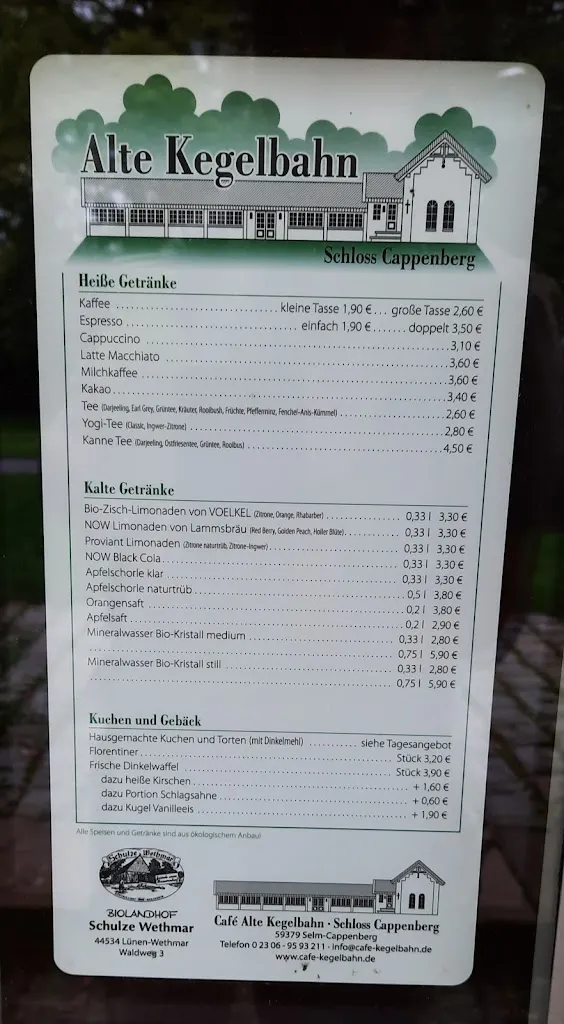 Alte Kegelbahn
Schloss Cappenberg
Heiße Getränke
Kaffee ........ kleine Tasse 1,90 € ... große Tasse 2,60 €
Espresso ........ einfach 1,90 € ....... doppelt 3,50 €
Cappuccino ........ 3,10 €
Latte Macchiato ........ 3,60 €
Milchkaffee ........ 3,60 €
Kakao ........ 3,40 €
Tee (Darjeeling, Earl Grey, Grüntee, Kräuter, Rooibush, Früchte, Pfefferminz, Fenchel-Anis-Kümmel) ........ 2,60 €
Yogi-Tee (Classic, Ingwer-Zitrone) ........ 2,80 €
Kanne Tee (Darjeeling, Ostfriesentee, Grüntee, Rooibus) ........ 4,50 €
Kalte Getränke
Bio-Zisch-Limonaden von VOELKEL (Zitrone, Orange, Rhabarber) ........ 0,33 l 3,30 €
NOW Limonaden von Lammsbräu (Red Berry, Golden Peach, Holler Blüte) ........ 0,33 l 3,30 €
Proviant Limonaden (Zitrone naturtrüb, Zitrone-Ingwer) ........ 0,33 l 3,30 €
NOW Black Cola ........ 0,33 l 3,30 €
Apfelschorle klar ........ 0,33 l 3,30 €
Apfelschorle naturtrüb ........ 0,5 l 3,80 €
Orangensaft ........ 0,2 l 3,80 €
Apfelsaft ........ 0,2 l 2,90 €
Mineralwasser Bio-Kristall medium ........ 0,33 l 2,80 €
........ 0,75 l 5,90 €
Mineralwasser Bio-Kristall still ........ 0,33 l 2,80 €
........ 0,75 l 5,90 €
Kuchen und Gebäck
Hausgemachte Kuchen und Torten (mit Dinkelmehl) ........ siehe Tagesangebot
Florentiner ........ Stück 3,20 €
Frische Dinkelwaffel ........ Stück 3,90 €
dazu heiße Kirschen ........ + 1,60 €
dazu Portion Schlagsahne ........ + 0,60 €
dazu Kugel Vanilleeis ........ + 1,90 €
Alle Speisen und Getränke sind aus ökologischem Anbau!
Schulze Wethmar
BIOLANDHOF
Schulze Wethmar
44534 Lünen-Wethmar
Waldweg 3
Café Alte Kegelbahn · Schloss Cappenberg
59379 Selm-Cappenberg
Telefon 0 23 06 - 95 93 211 · info@cafe-kegelbahn.de
www.cafe-kegelbahn.de